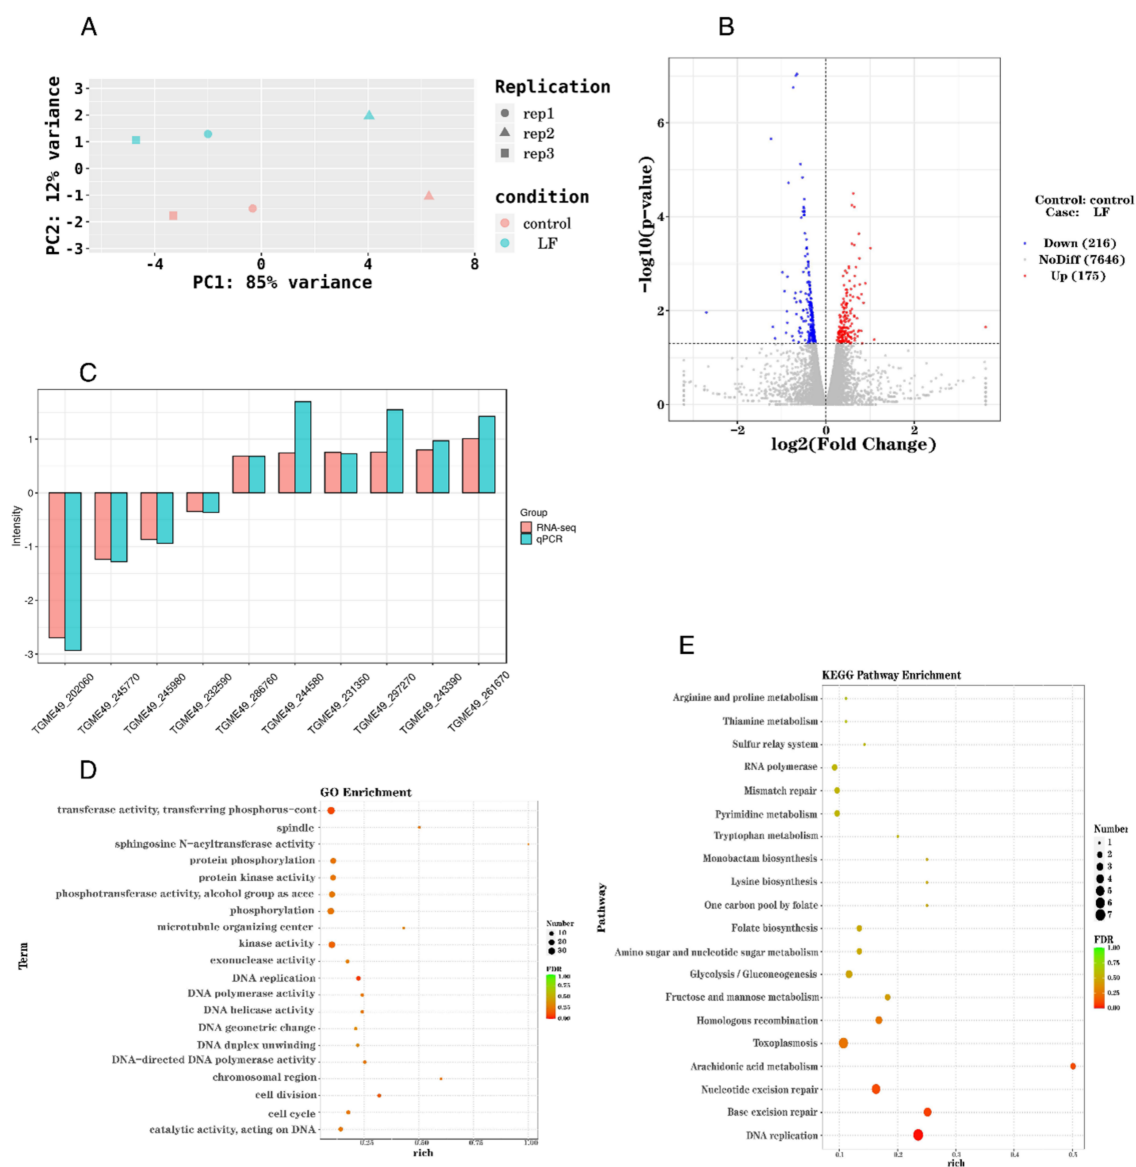 A
3
2
1
0
-1
-2
-3
PC2: 12% variance
-4
0
4
8
PC1: 85% variance
Replication
rep1
rep2
rep3
condition
control
LF
B
6
4
2
0
-log10(p-value)
−2
0
2
log2(Fold Change)
Control: control
Case: LF
Down (216)
NoDiff (7646)
Up (175)
C
1
0
-1
-2
-3
Intensity
TGME49_202060
TGME49_245770
TGME49_245980
TGME49_232590
TGME49_286760
TGME49_244580
TGME49_231350
TGME49_297270
TGME49_243390
TGME49_261670
Group
RNA-seq
qPCR
D
GO Enrichment
Term
transferase activity, transferring phosphorus-cont
spindle
sphingosine N-acyltransferase activity
protein phosphorylation
protein kinase activity
phosphotransferase activity, alcohol group as acce
phosphorylation
microtubule organizing center
kinase activity
exonuclease activity
DNA replication
DNA polymerase activity
DNA helicase activity
DNA geometric change
DNA duplex unwinding
DNA-directed DNA polymerase activity
chromosomal region
cell division
cell cycle
catalytic activity, acting on DNA
0.25
0.50
0.75
1.00
rich
Number
10
20
30
FDR
1.00
0.75
0.50
0.25
0.00
E
KEGG Pathway Enrichment
Pathway
Arginine and proline metabolism
Thiamine metabolism
Sulfur relay system
RNA polymerase
Mismatch repair
Pyrimidine metabolism
Tryptophan metabolism
Monobactam biosynthesis
Lysine biosynthesis
One carbon pool by folate
Folate biosynthesis
Amino sugar and nucleotide sugar metabolism
Glycolysis / Gluconeogenesis
Fructose and mannose metabolism
Homologous recombination
Toxoplasmosis
Arachidonic acid metabolism
Nucleotide excision repair
Base excision repair
DNA replication
0.1
0.2
0.3
0.4
0.5
rich
Number
1
2
3
4
5
6
7
FDR
1.00
0.75
0.50
0.25
0.00